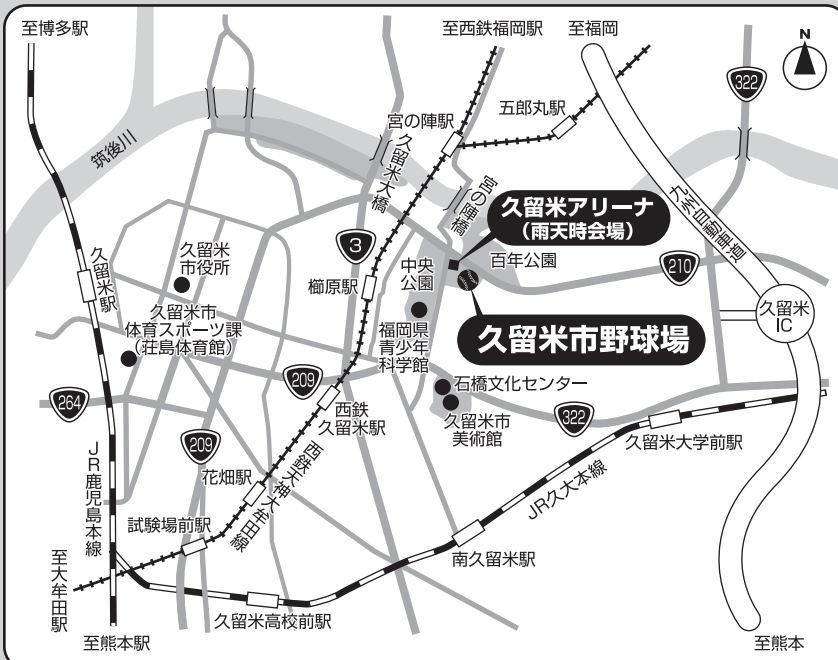 至博多駅
至西鉄福岡駅
至福岡
N
322
五郎丸駅
宮の陣駅
筑後川
久留米大橋
宮の陣橋
九州自動車道
久留米アリーナ
(雨天時会場)
3
久留米
市役所
久留米駅
櫛原駅
中央
公園
百年公園
210
久留米
IC
久留米市
体育スポーツ課
(荘島体育館)
福岡県
青少年
科学館
久留米市野球場
264
209
209
西鉄
久留米駅
石橋文化センター
久留米市
美術館
322
久留米大学前駅
花畑駅
西鉄天神大牟田線
JR鹿児島本線
JR久大本線
試験場前駅
南久留米駅
至大牟田駅
久留米高校前駅
至熊本駅
至熊本